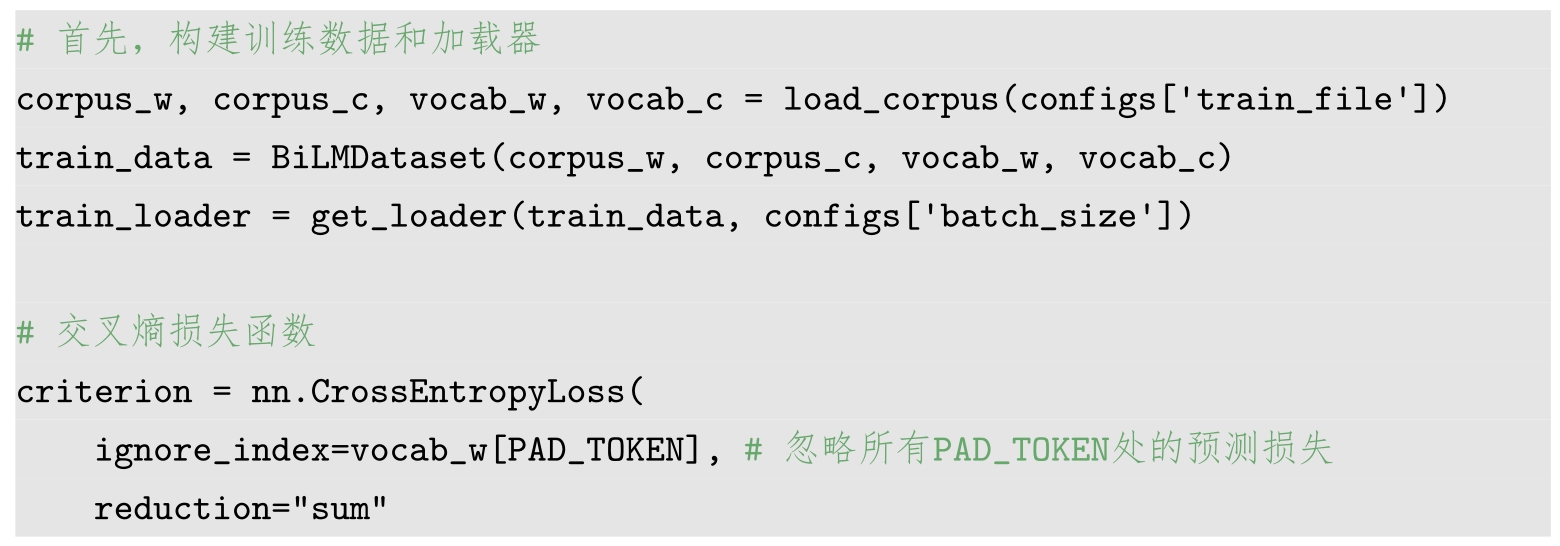 # 首先，构建训练数据和加载器
corpus_w, corpus_c, vocab_w, vocab_c = load_corpus(configs['train_file'])
train_data = BiLMDataset(corpus_w, corpus_c, vocab_w, vocab_c)
train_loader = get_loader(train_data, configs['batch_size'])
# 交叉熵损失函数
criterion = nn.CrossEntropyLoss(
    ignore_index=vocab_w[PAD_TOKEN], # 忽略所有PAD_TOKEN处的预测损失
    reduction="sum"